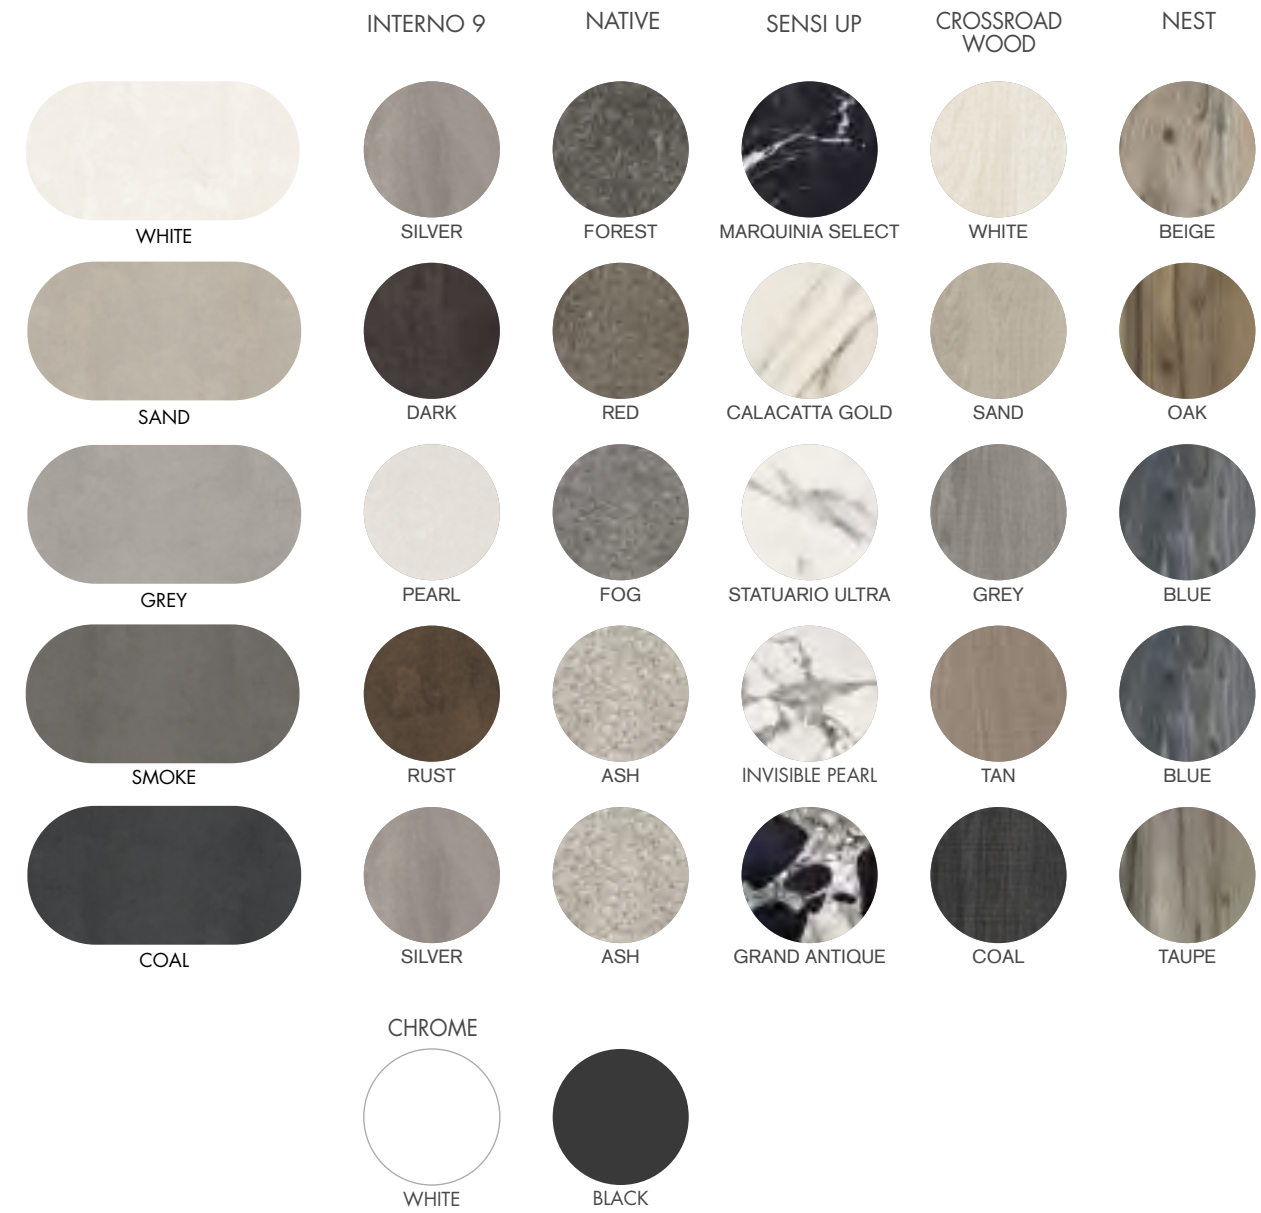 INTERNO 9
NATIVE
SENSI UP
CROSSROAD
WOOD
NEST
WHITE
SILVER
FOREST
MARQUINIA SELECT
WHITE
BEIGE
SAND
DARK
RED
CALACATTA GOLD
SAND
OAK
GREY
PEARL
FOG
STATUARIO ULTRA
GREY
BLUE
SMOKE
RUST
ASH
INVISIBLE PEARL
TAN
BLUE
COAL
SILVER
ASH
GRAND ANTIQUE
COAL
TAUPE
CHROME
WHITE
BLACK